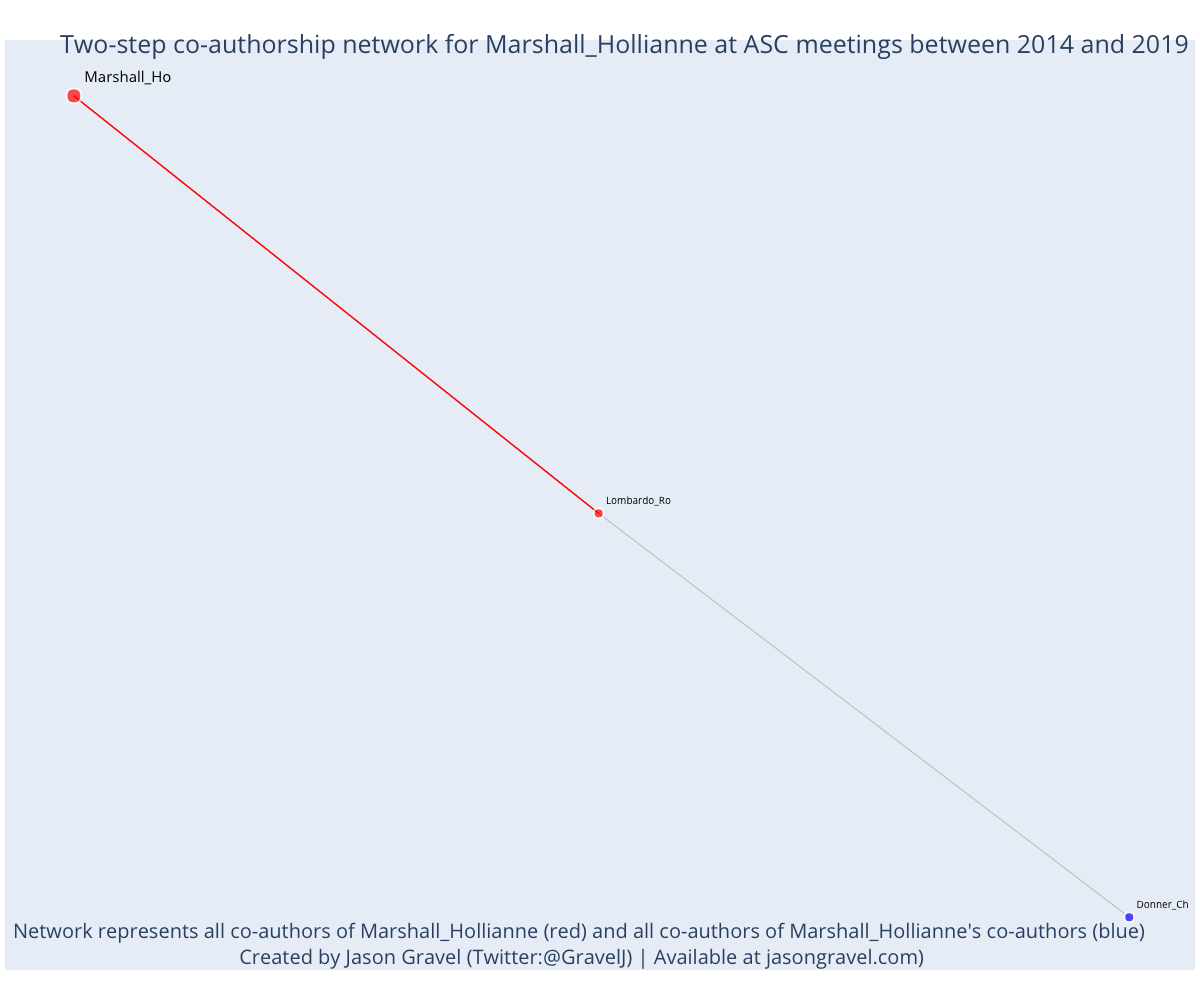 Two-step co-authorship network for Marshall_Hollianne at ASC meetings between 2014 and 2019
Marshall_Ho
Lombardo_Ro
Donner_Ch
Network represents all co-authors of Marshall_Hollianne (red) and all co-authors of Marshall_Hollianne's co-authors (blue)
Created by Jason Gravel (Twitter:@GravelJ) | Available at jasongravel.com)